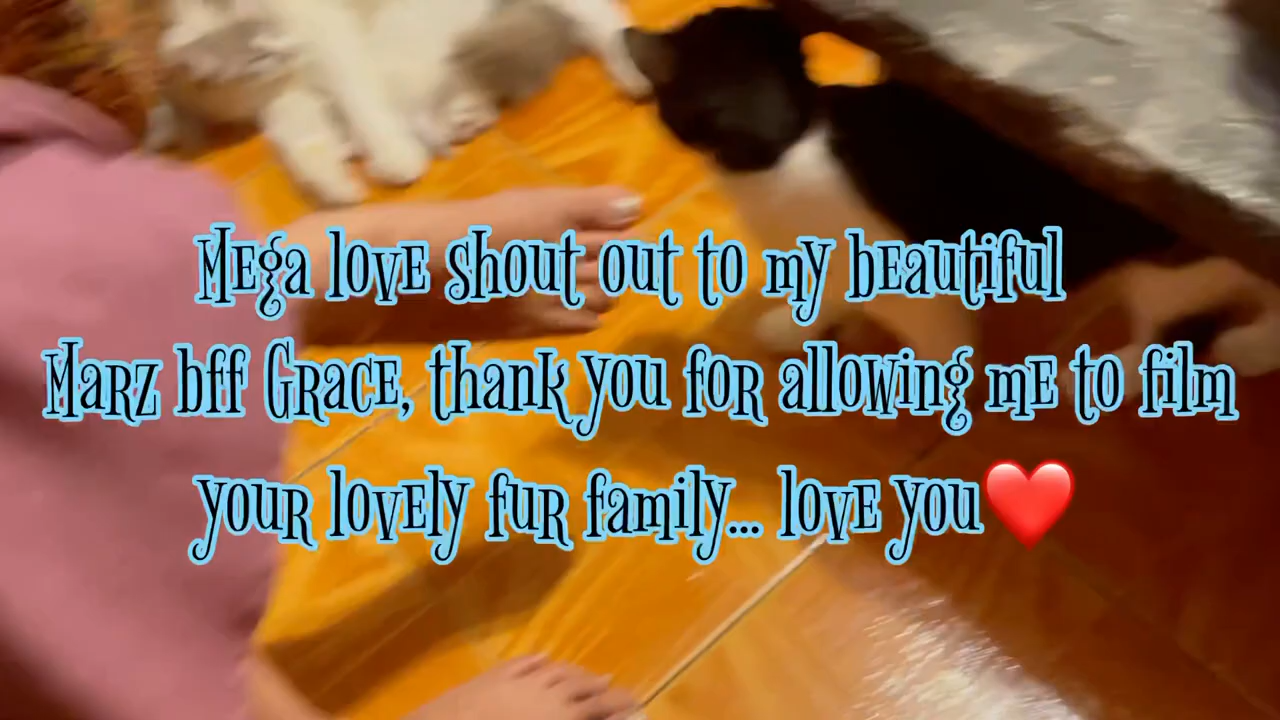 Mega love shout out to my beautiful
Marz bff Grace, thank you for allowing me to film
your lovely fur family... love you❤️